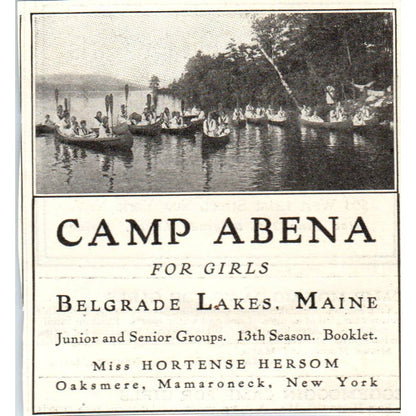 CAMP ABENA
FOR GIRLS
BELGRADE LAKES, MAINE
Junior and Senior Groups. 13th Season. Booklet.
Miss HORTENSE HERSOM
Oaksmere, Mamaroneck, New York